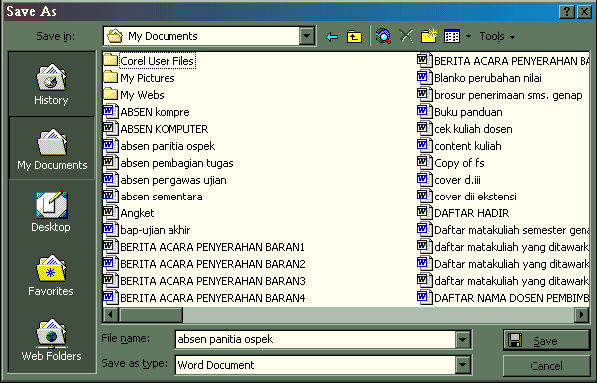 Save As
Save in: My Documents Tools
History
My Documents
Desktop
Favorites
Web Folders
Corel User Files
My Pictures
My Webs
ABSEN kompre
ABSEN KOMPUTER
absen paritia ospek
absen pembagian tugas
absen pengawas ujian
absen sementara
Angket
bap-ujian akhir
BERITA ACARA PENYERAHAN BARAN1
BERITA ACARA PENYERAHAN BARAN2
BERITA ACARA PENYERAHAN BARAN3
BERITA ACARA PENYERAHAN BARAN4
BERITA ACARA PENYERAHAN BA
Blanko perubahan nilai
brosur penerimaan sms. genap
Buku panduan
cek kuliah dosen
content kuliah
Copy of fs
cover d.iii
cover dii ekstensi
DAFTAR HADIR
Daftar matakuliah semester gena
daftar matakuliah yang ditawark
daftar matakuliah yang ditawark
daftar matakuliah yang ditawark
DAFTAR NAMA DOSEN PEMBIMB
File name: absen panitia ospek Save
Save as type: Word Document Cancel